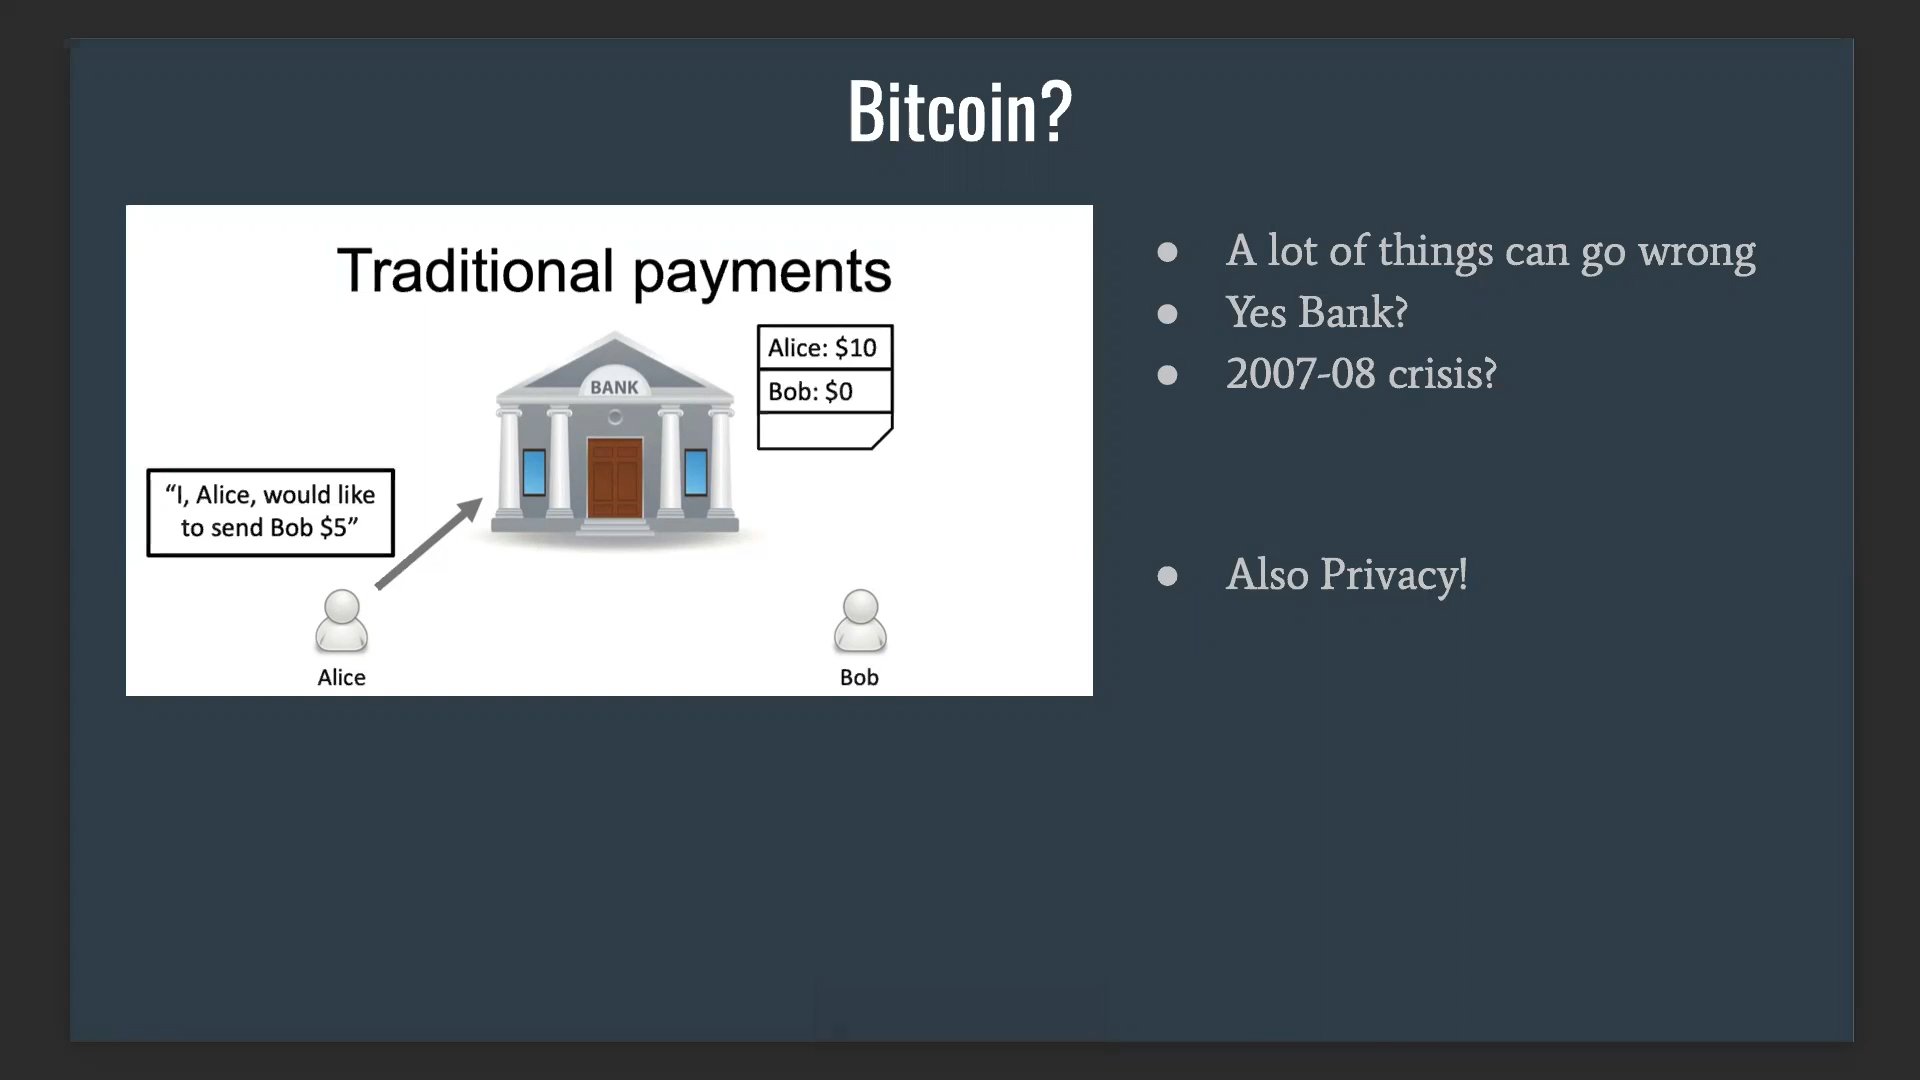 Bitcoin?
Traditional payments
BANK
Alice: $10
Bob: $0
“I, Alice, would like
to send Bob $5”
Alice
Bob
● A lot of things can go wrong
● Yes Bank?
● 2007-08 crisis?
● Also Privacy!